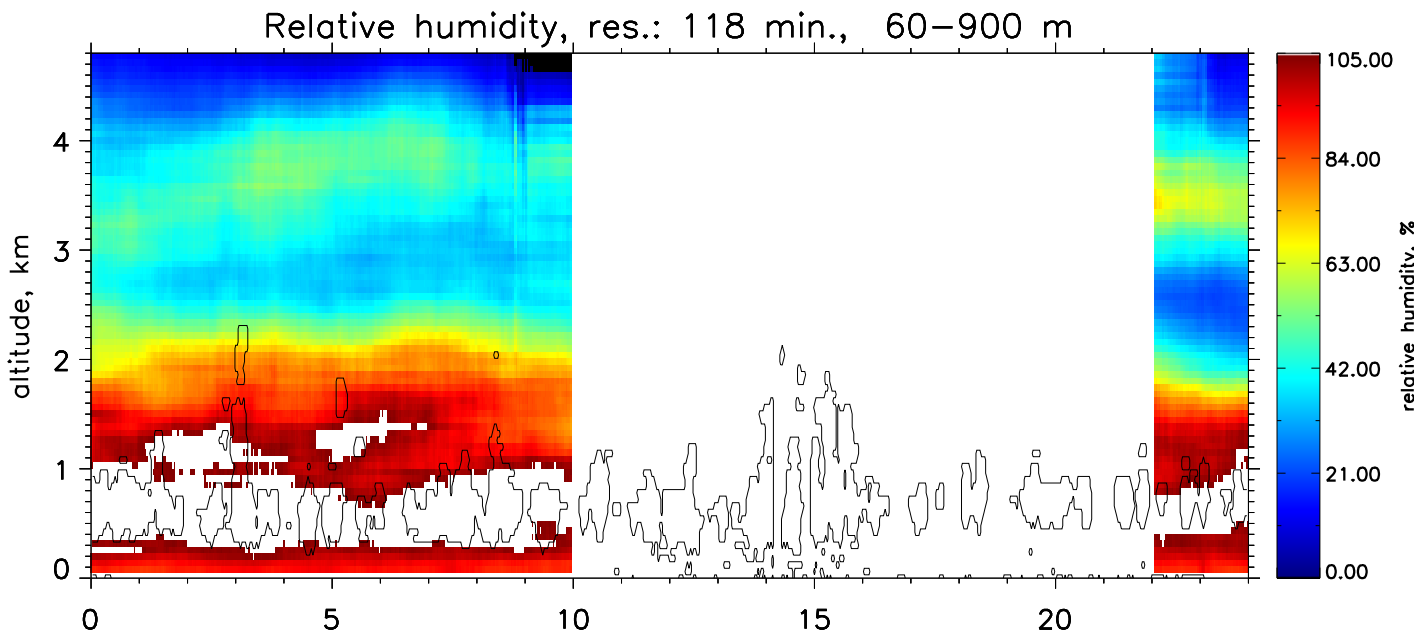 Relative humidity, res.: 118 min., 60-900 m
altitude, km
4
3
2
1
0
0 5 10 15 20
105.00
84.00
63.00
42.00
21.00
0.00
relative humidity, %